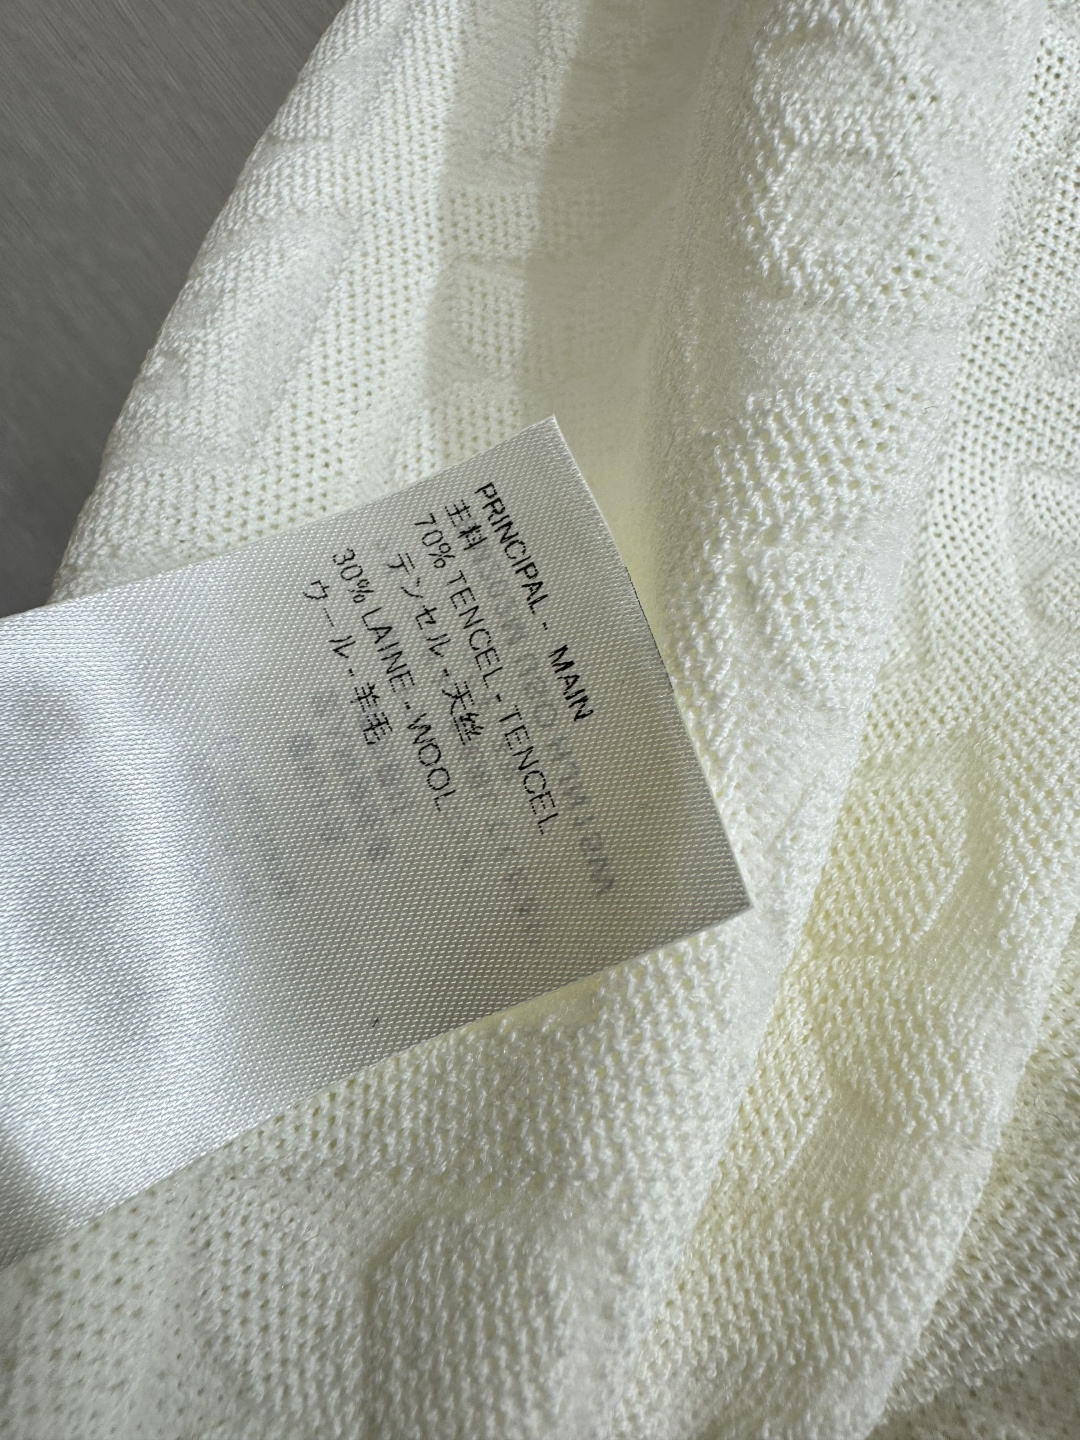 PRINCIPAL - MAIN
主料
70% TENCEL - TENCEL
テンセル - 天丝
30% LAINE - WOOL
ウール - 羊毛